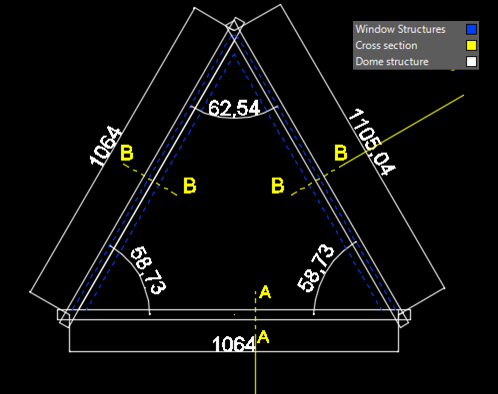 Window Structures
Cross section
Dome structure
62,54
1064
1105,04
B
B
B
B
58,73
58,73
A
A
1064